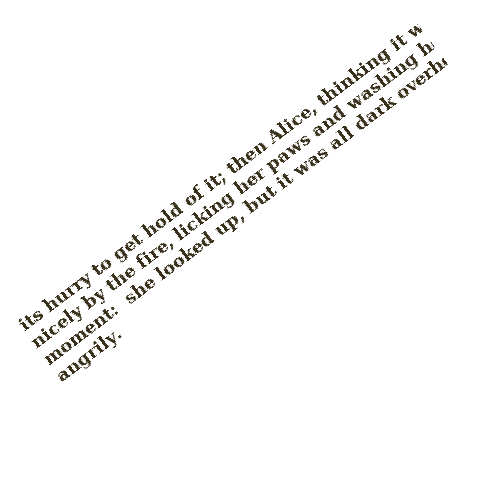 its hurry to get hold of it; then Alice, thinking it
nicely by the fire, licking her paws and washing
moment:  she looked up, but it was all dark
angrily.